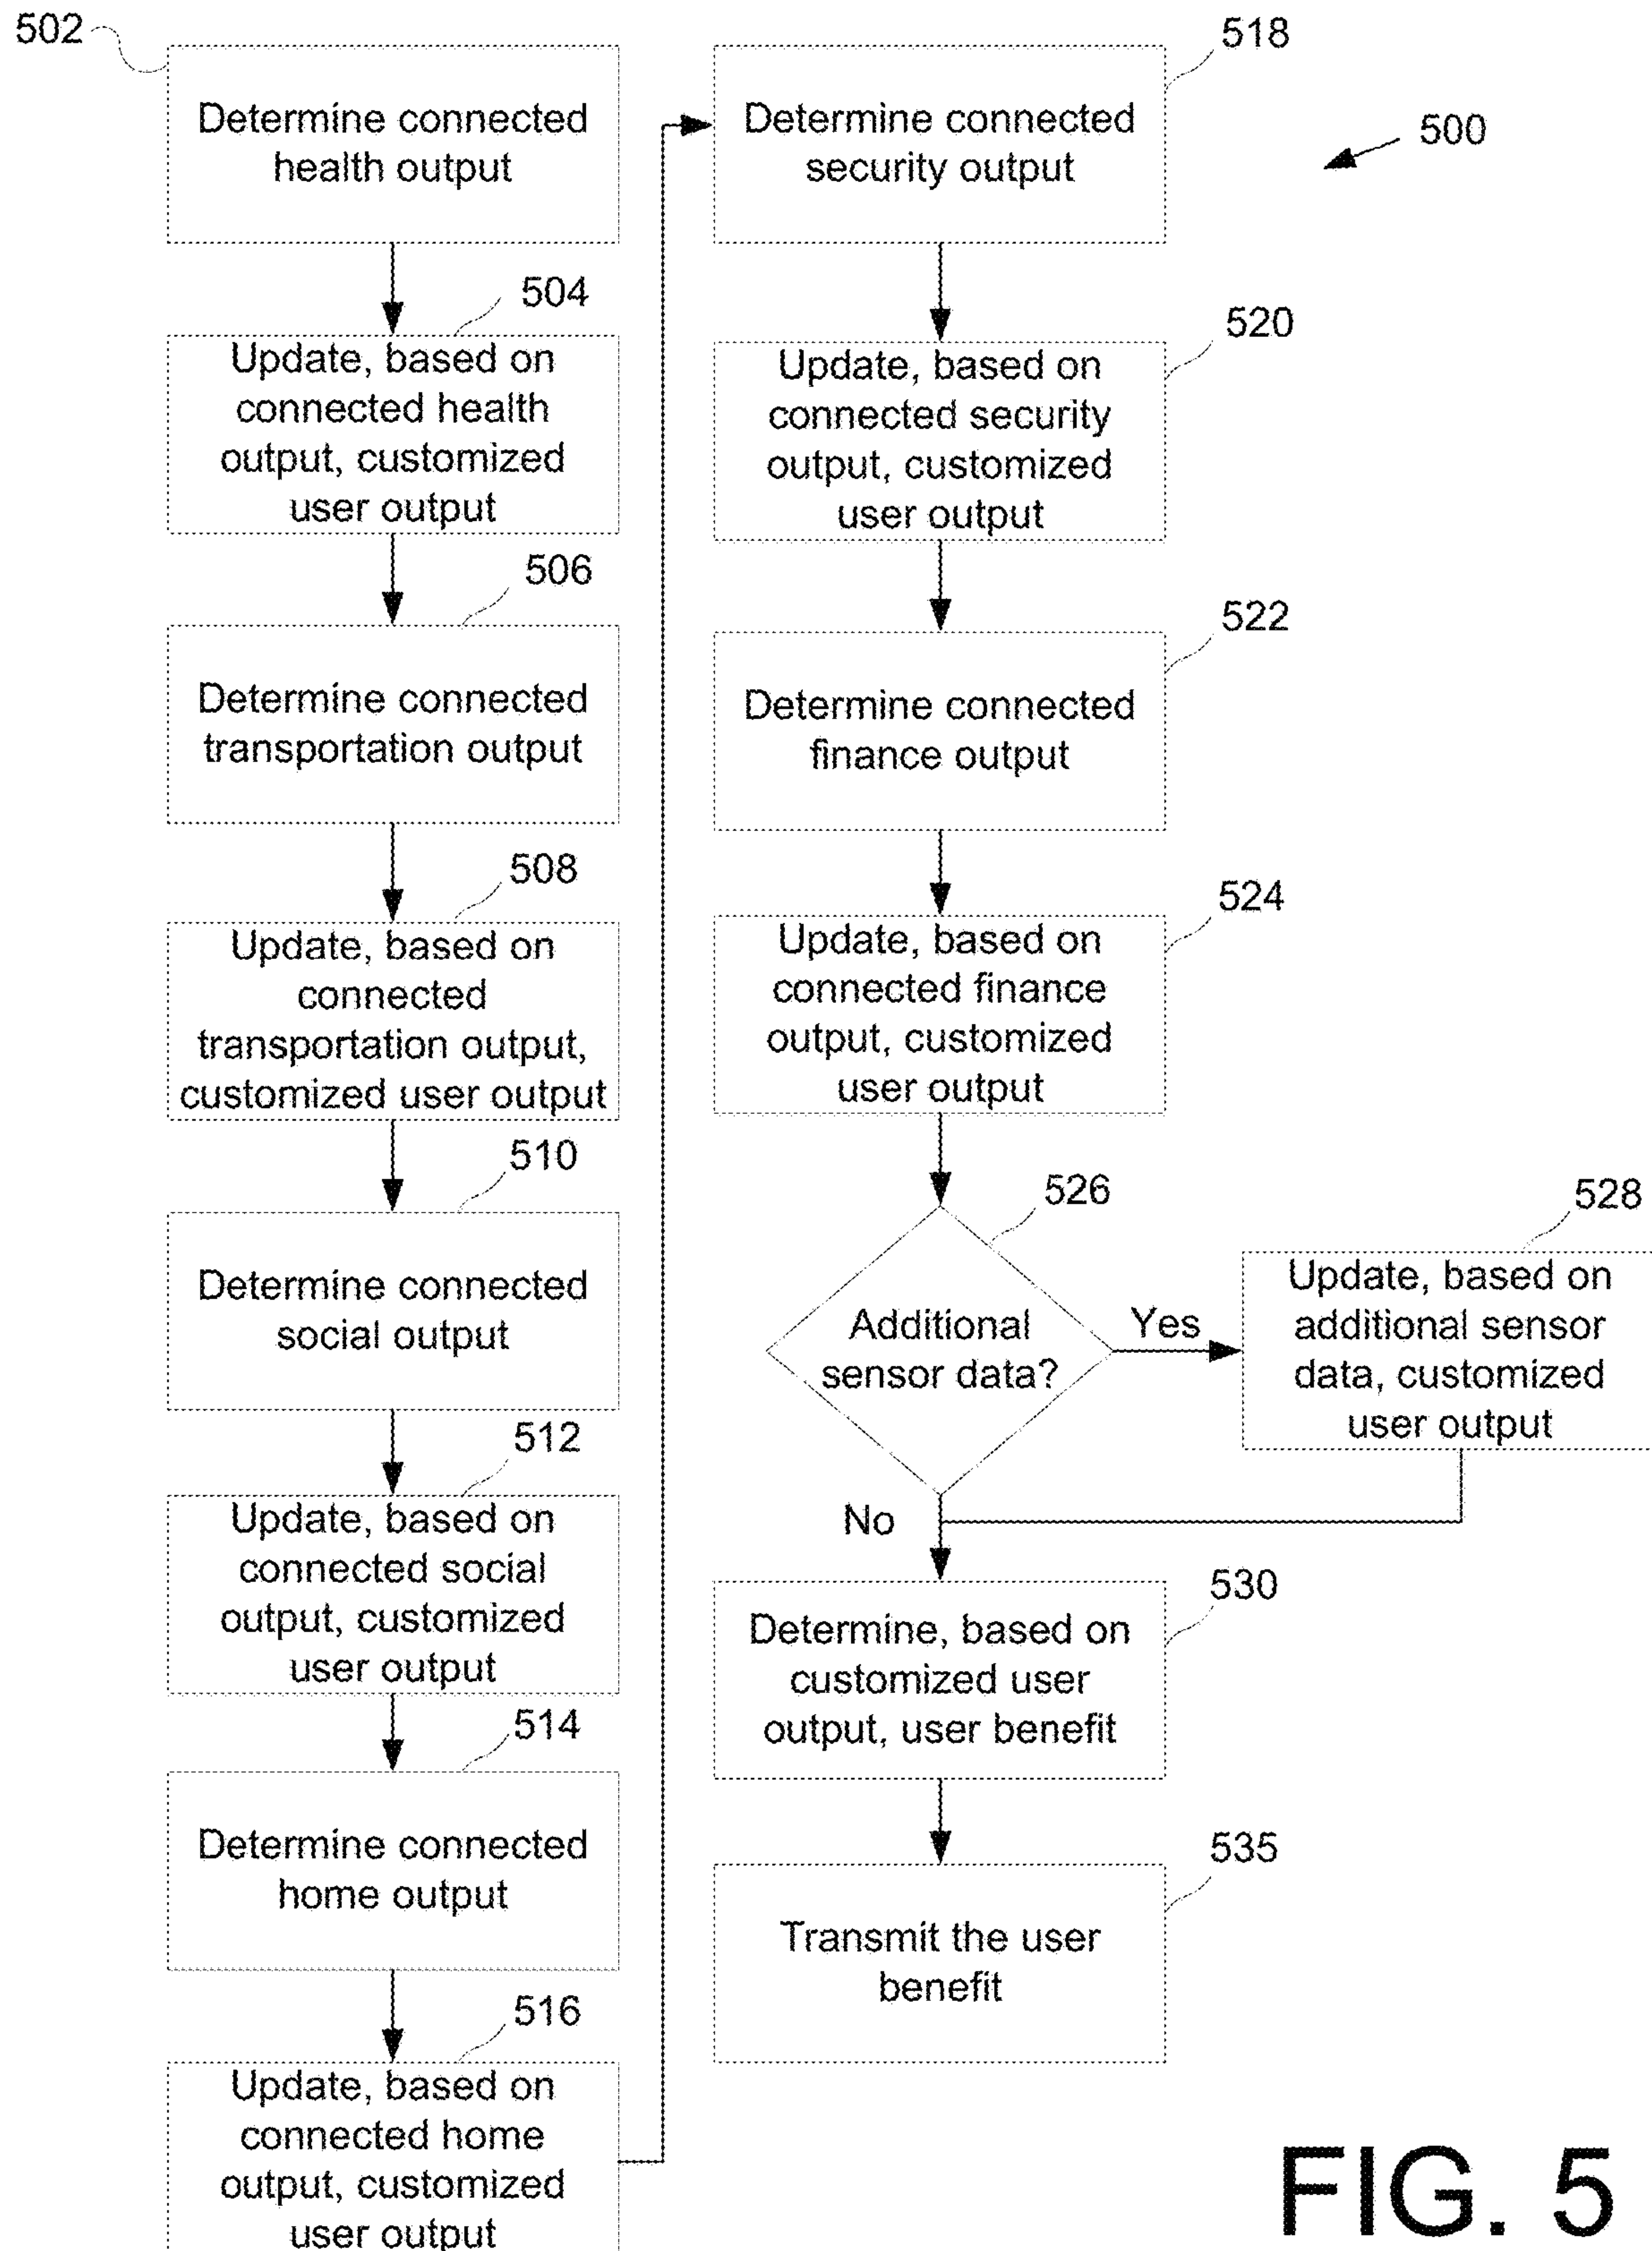 502
Determine connected
health output
504
Update, based on
connected health
output, customized
user output
506
Determine connected
transportation output
508
Update, based on
connected
transportation output,
customized user output
510
Determine connected
social output
512
Update, based on
connected social
output, customized
user output
514
Determine connected
home output
516
Update, based on
connected home
output, customized
user output
518
Determine connected
security output
500
520
Update, based on
connected security
output, customized
user output
522
Determine connected
finance output
524
Update, based on
connected finance
output, customized
user output
526
Additional
sensor data?
Yes
528
Update, based on
additional sensor
data, customized
user output
No
530
Determine, based on
customized user
output, user benefit
535
Transmit the user
benefit
FIG. 5